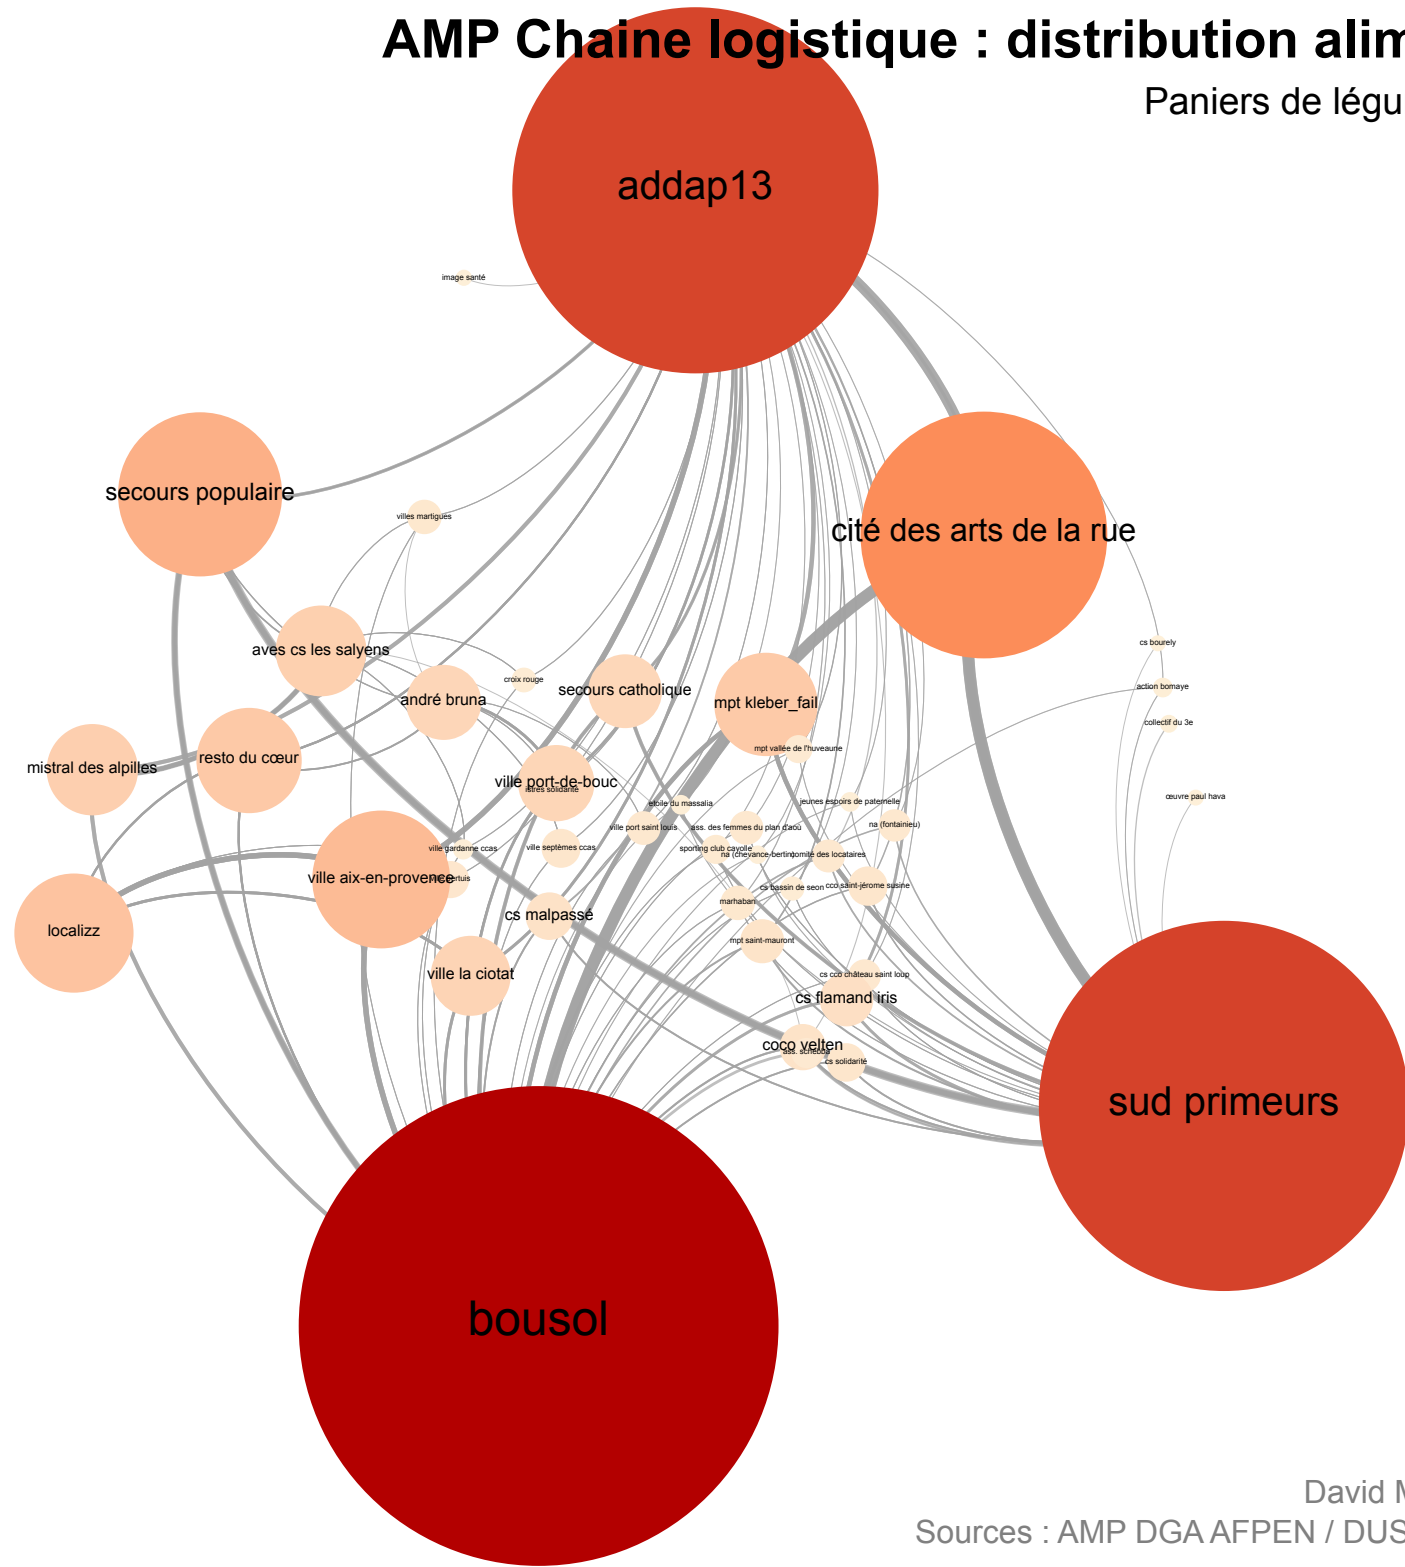 AMP Chaine logistique : distribution alim
Paniers de légu
addap13
image santé
secours populaire
villes martigues
cité des arts de la rue
aves cs les salyens
cs bourely
croix rouge
secours catholique
action bomaye
andré bruna
mpt kleber_fail
collectif du 3e
mpt vallée de l'huveaune
resto du cœur
mistral des alpilles
ville port-de-bouc
istres solidarité
œuvre paul hava
etoile du massalia
jeunes espoirs de paternelle
ville port saint louis
ass. des femmes du plan d'aou
na (fontainieu)
ville gardanne ccas
ville septèmes ccas
sporting club cayolle
na (chevance-bertin)
comité des locataires
ville aix-en-provence
cs bassin de seon
cco saint-jérome susine
marhaban
cs malpassé
localizz
mpt saint-mauront
ville la ciotat
cs cco château saint loup
cs flamand iris
coco velten
ass. schebba
cs solidarité
sud primeurs
bousol
David M
Sources : AMP DGA AFPEN / DUS